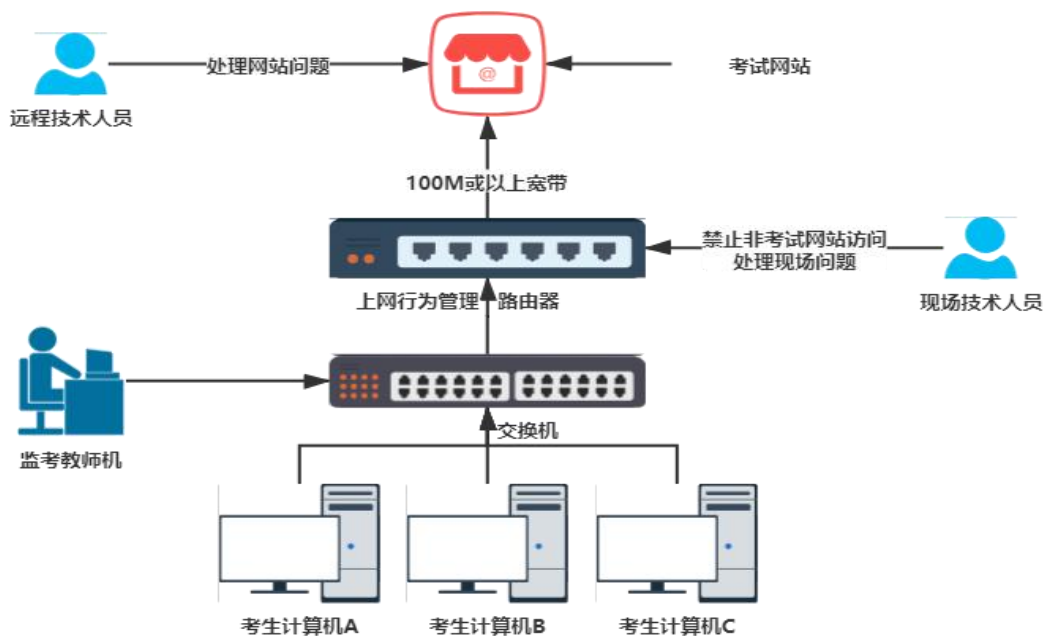 处理网站问题
考试网站
远程技术人员
@
100M或以上宽带
禁止非考试网站访问
处理现场问题
上网行为管理 路由器
现场技术人员
交换机
监考教师机
考生计算机A
考生计算机B
考生计算机C